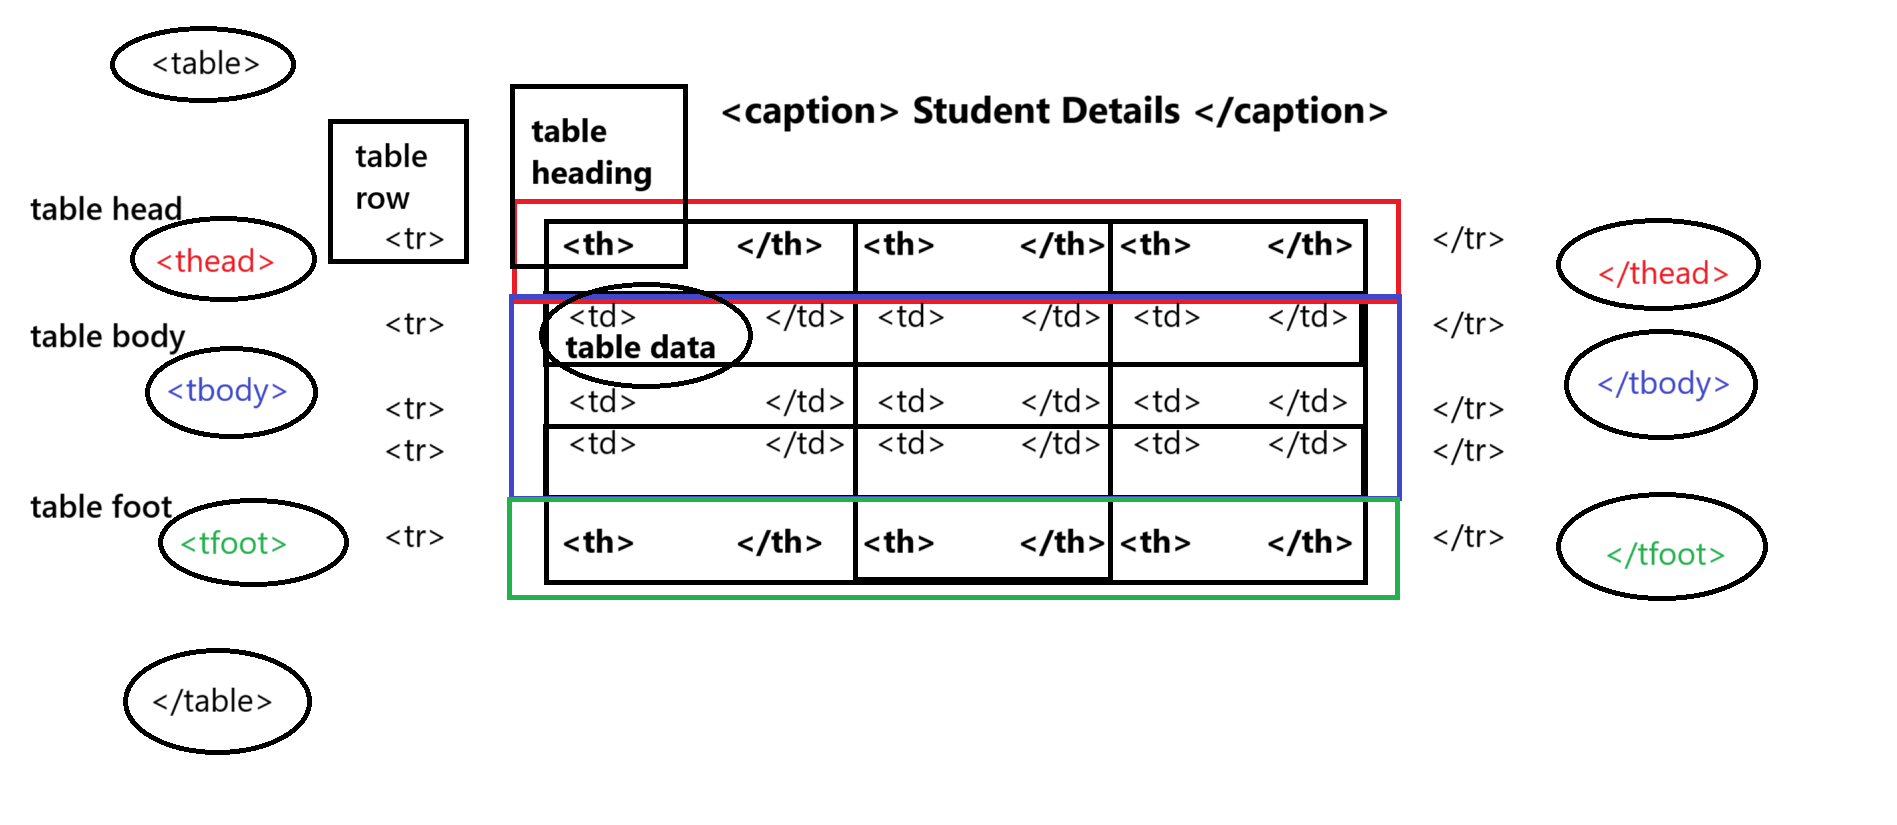 <table>
<caption> Student Details </caption>
table
heading
table
row
table head
<tr> <th> </th> <th> </th> <th> </th> </tr>
<thead> </thead>
<tr> <td> </td> <td> </td> <td> </td> </tr>
table body
table data
<tbody> </tbody>
<tr> <td> </td> <td> </td> <td> </td> </tr>
<tr> <td> </td> <td> </td> <td> </td> </tr>
table foot
<tr> <th> </th> <th> </th> <th> </th> </tr>
<tfoot> </tfoot>
</table>